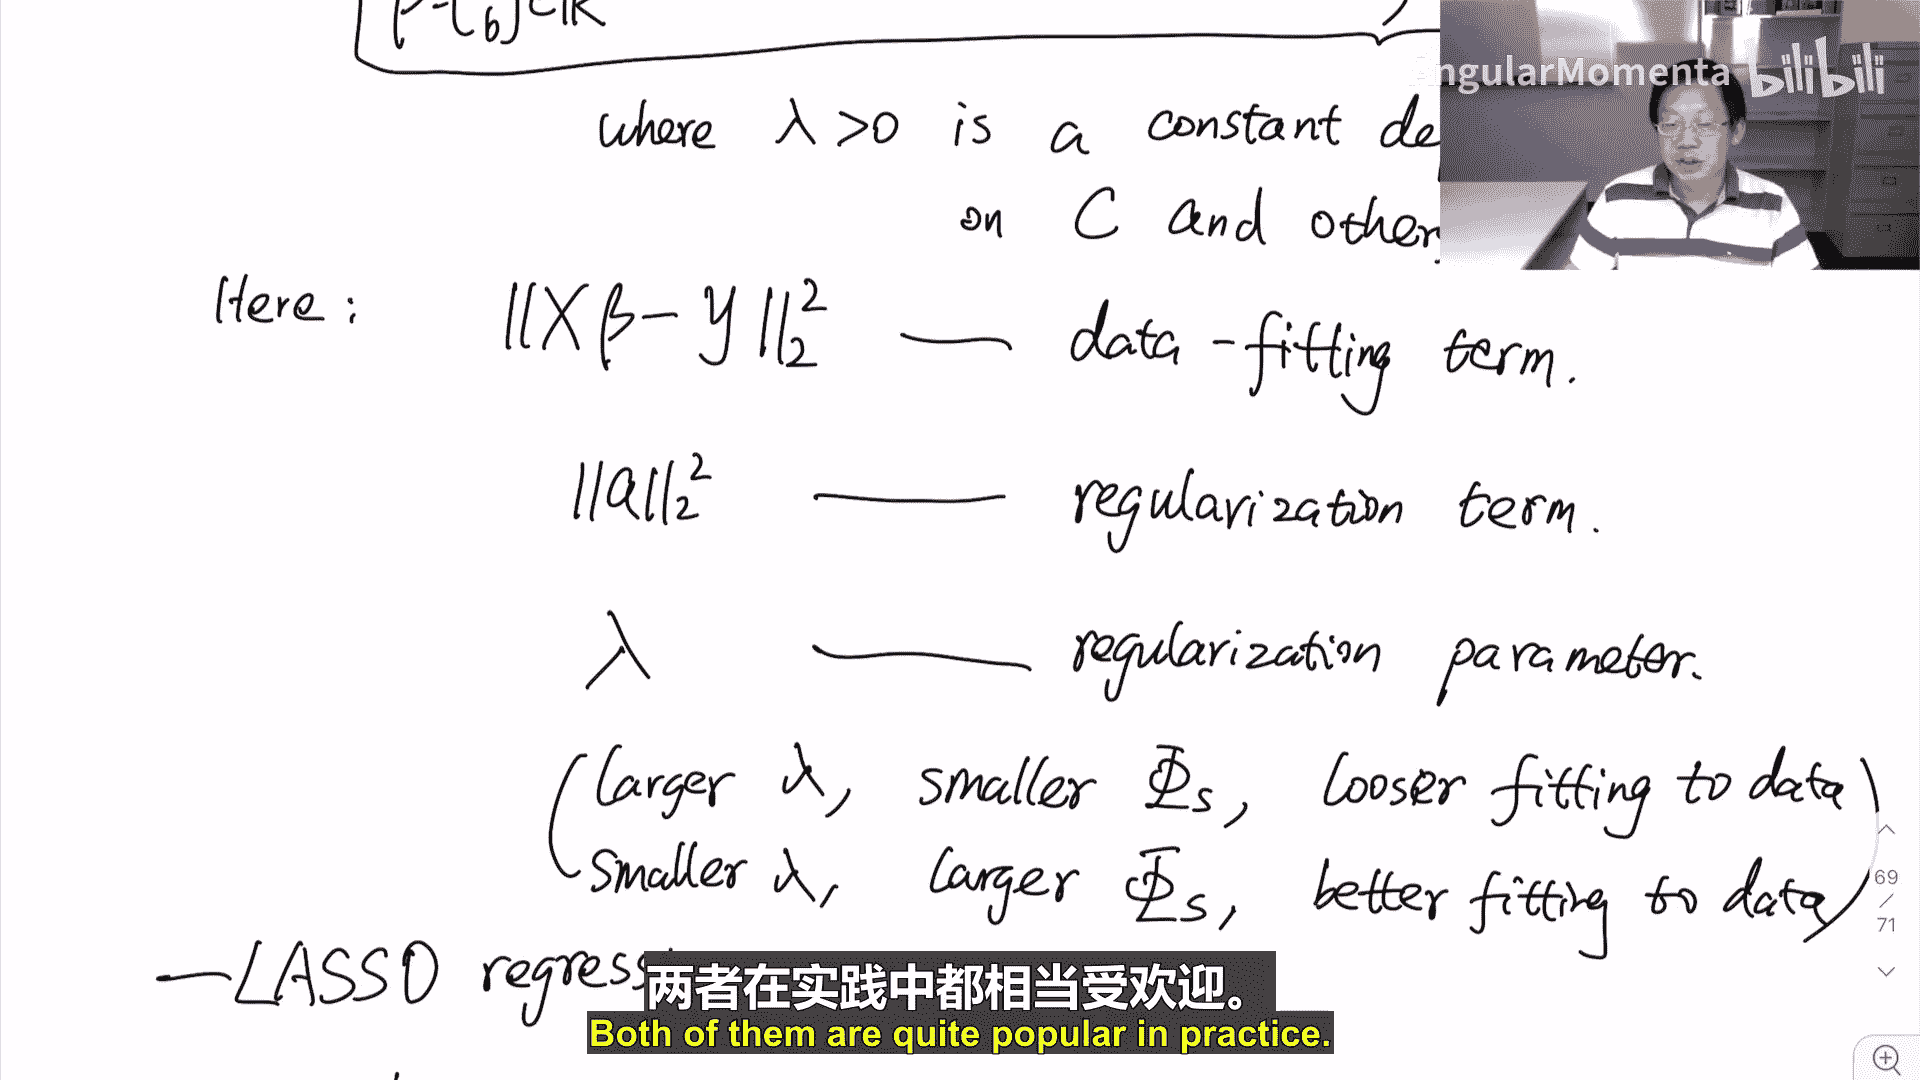 β=[b]∈ℝ
ngularMomenta bilibili
where λ>0 is a constant de
on C and other
Here: ||Xβ-y||₂² — data-fitting term.
||a||₂² — regularization term.
λ — regularization parameter.
(larger λ, smaller Φs, looser fitting to data)
smaller λ, larger Φs, better fitting to data
69
/
71
—LASSO regress
两者在实践中都相当受欢迎。
Both of them are quite popular in practice.